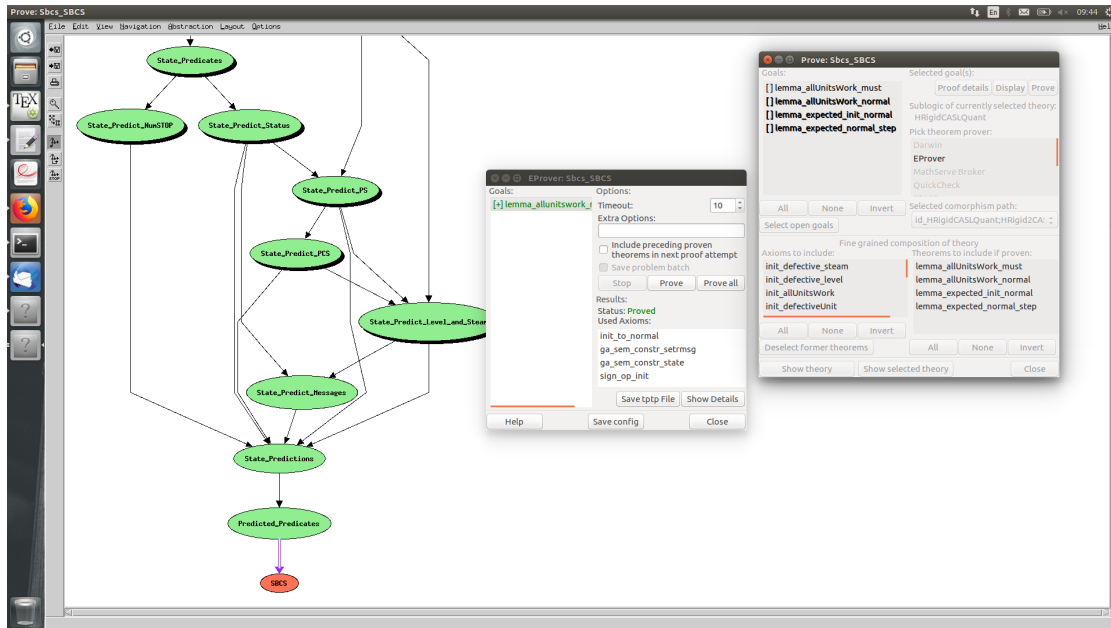 Prove: Sbcs_SBCS
En
09:44
File Edit View Navigation Abstraction Layout Options
Hel
State_Predicates
State_Predict_NumSTOP
State_Predict_Status
State_Predict_PS
State_Predict_PCS
State_Predict_Level_and_Steam
State_Predict_Messages
State_Predictions
Predicted_Predicates
SBCS
STOP
TEX
EProver: Sbcs_SBCS
Goals:
[+] lemma_allunitswork_
Options:
Timeout:
10
Extra Options:
Include preceding proven
theorems in next proof attempt
Save problem batch
Stop Prove Prove all
Results:
Status: Proved
Used Axioms:
init_to_normal
ga_sem_constr_setrmsg
ga_sem_constr_state
sign_op_init
Save tptp File Show Details
Help Save config Close
Prove: Sbcs_SBCS
Goals:
[ ] lemma_allUnitsWork_must
[ ] lemma_allUnitsWork_normal
[ ] lemma_expected_init_normal
[ ] lemma_expected_normal_step
All None Invert
Select open goals
Selected goal(s):
Proof details Display Prove
Sublogic of currently selected theory:
HRigidCASLQuant
Pick theorem prover:
Darwin
EProver
MathServe Broker
QuickCheck
Selected comorphism path:
id_HRigidCASLQuant;HRigid2CA
Fine grained composition of theory
Axioms to include:
init_defective_steam
init_defective_level
init_allUnitsWork
init_defectiveUnit
All None Invert
Deselect former theorems
Theorems to include if proven:
lemma_allUnitsWork_must
lemma_allUnitsWork_normal
lemma_expected_init_normal
lemma_expected_normal_step
All None Invert
Show theory Show selected theory Close